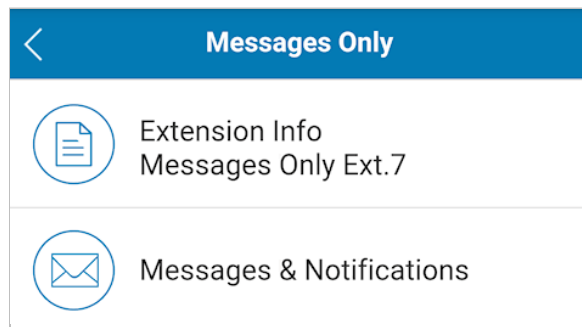 Messages Only
Extension Info
Messages Only Ext.7
Messages & Notifications